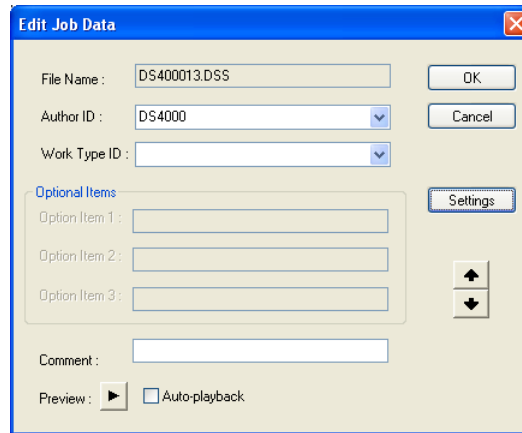 Edit Job Data
File Name : DS400013.DSS OK
Author ID : DS4000 Cancel
Work Type ID :
Optional Items Settings
Option Item 1 :
Option Item 2 :
Option Item 3 :
Comment :
Preview : Auto-playback